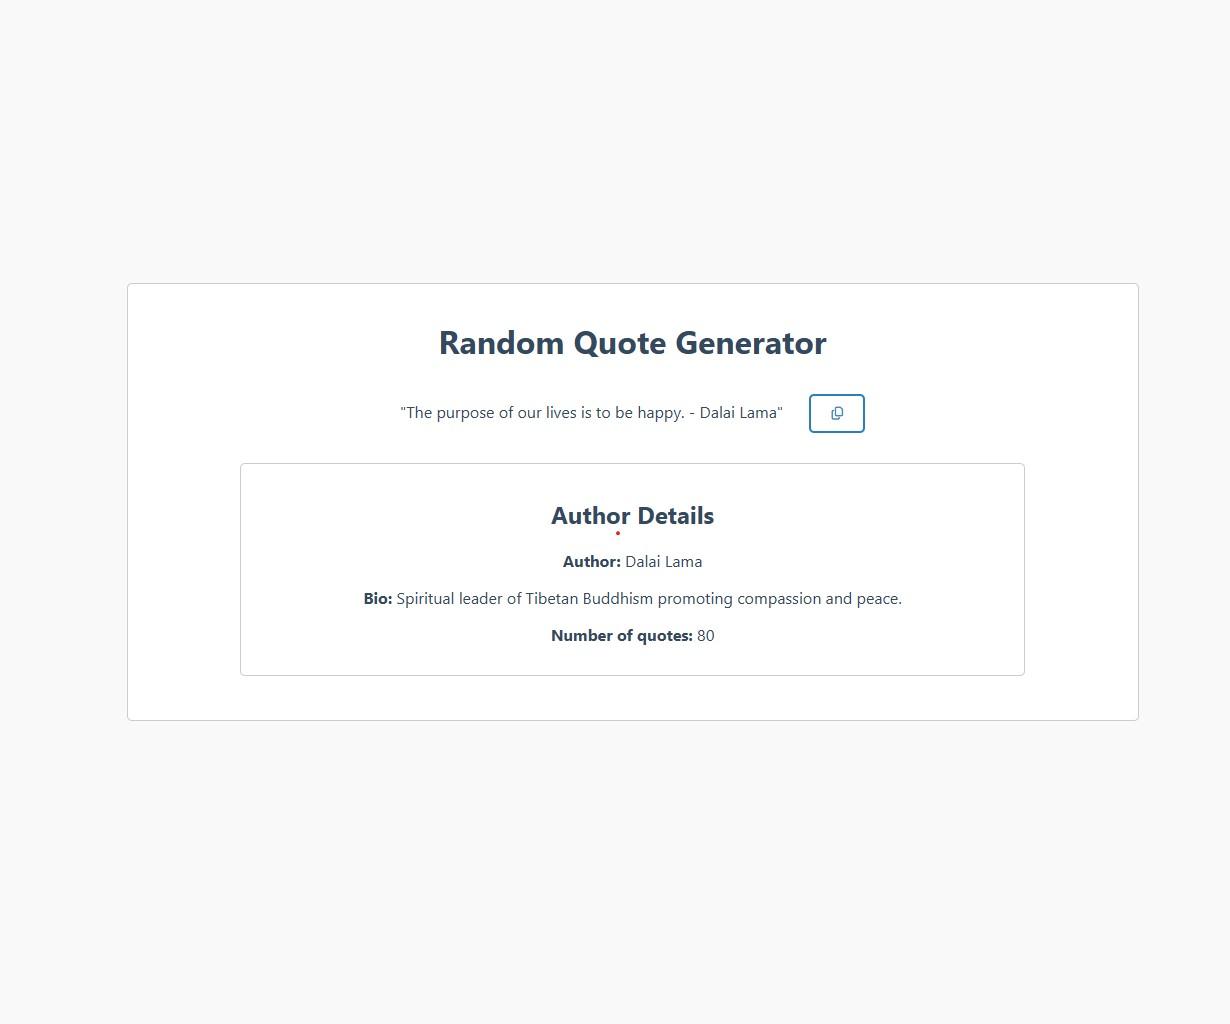 Random Quote Generator
"The purpose of our lives is to be happy. - Dalai Lama"
Author Details
Author: Dalai Lama
Bio: Spiritual leader of Tibetan Buddhism promoting compassion and peace.
Number of quotes: 80